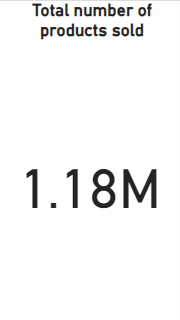 Total number of
products sold
1.18M